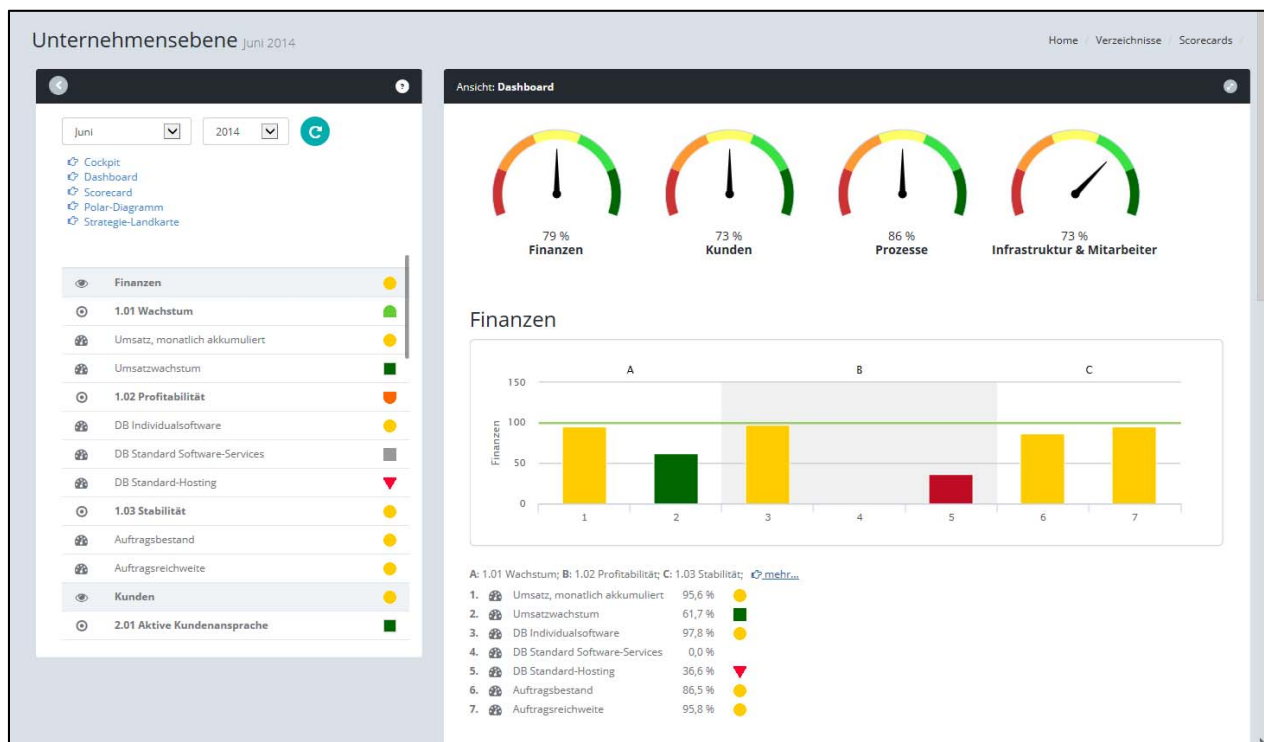 Unternehmensebene Juni 2014
Home / Verzeichnisse / Scorecards /
Juni 2014
Cockpit
Dashboard
Scorecard
Polar-Diagramm
Strategie-Landkarte
Finanzen
1.01 Wachstum
Umsatz, monatlich akkumuliert
Umsatzwachstum
1.02 Profitabilität
DB Individualsoftware
DB Standard Software-Services
DB Standard-Hosting
1.03 Stabilität
Auftragsbestand
Auftragsreichweite
Kunden
2.01 Aktive Kundenansprache
Ansicht: Dashboard
79 % 73 % 86 % 73 %
Finanzen Kunden Prozesse Infrastruktur & Mitarbeiter
Finanzen
A B C
150
100
50
0
Finanzen
1 2 3 4 5 6 7
A: 1.01 Wachstum; B: 1.02 Profitabilität; C: 1.03 Stabilität; mehr...
1. Umsatz, monatlich akkumuliert 95,6 %
2. Umsatzwachstum 61,7 %
3. DB Individualsoftware 97,8 %
4. DB Standard Software-Services 0,0 %
5. DB Standard-Hosting 36,6 %
6. Auftragsbestand 86,5 %
7. Auftragsreichweite 95,8 %